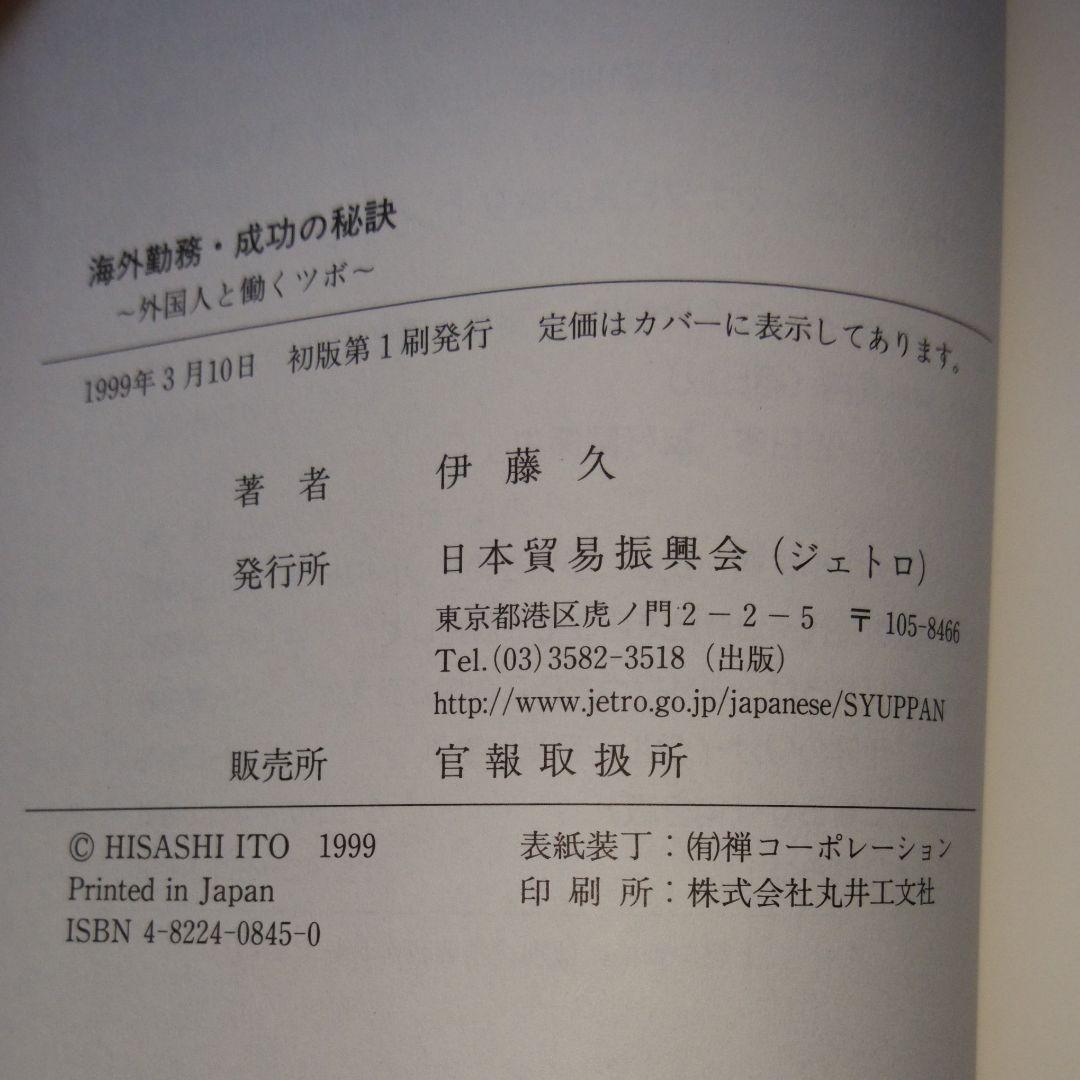 海外勤務・成功の秘訣
～外国人と働くツボ～
1999年3月10日　初版第1刷発行　定価はカバーに表示してあります。
著　者　伊　藤　久
発行所　日本貿易振興会（ジェトロ）
東京都港区虎ノ門2－2－5　〒105-8466
Tel.(03)3582-3518（出版）
http://www.jetro.go.jp/japanese/SYUPPAN
販売所　官報取扱所
© HISASHI ITO　1999　表紙装丁：㈲禅コーポレーション
Printed in Japan　印刷所：株式会社丸井工文社
ISBN 4-8224-0845-0